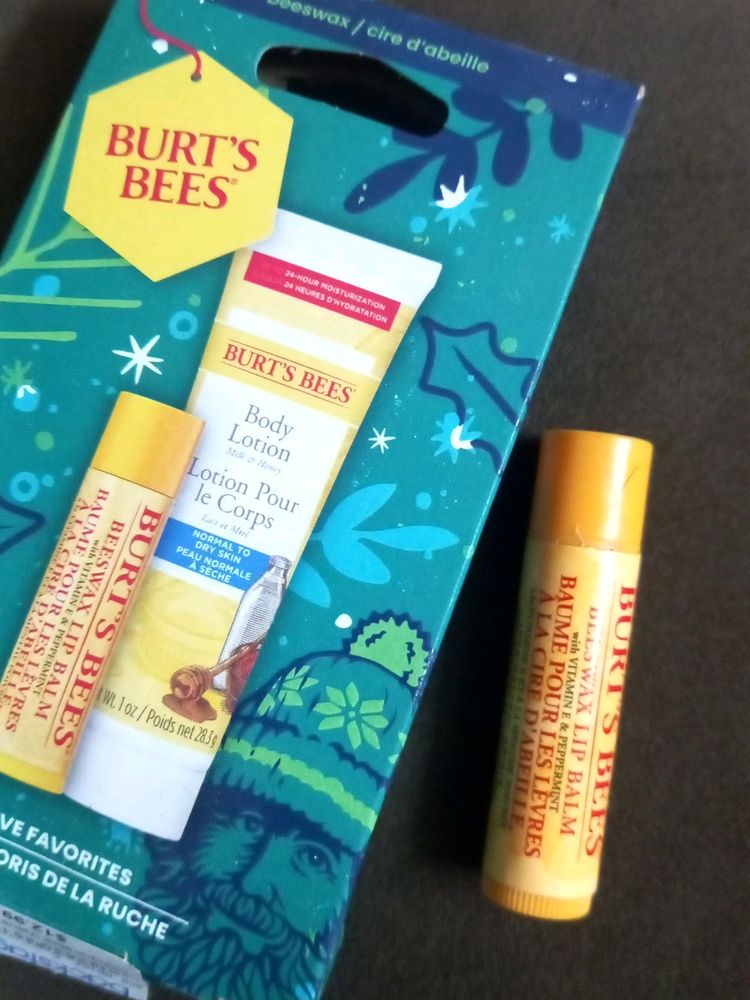 beeswax / cire d'abeille
BURT'S
BEES®
24-HOUR MOISTURIZATION
24 HEURES D'HYDRATATION
BURT'S BEES®
Body
Lotion
Milk & Honey
Lotion Pour
le Corps
Lait et Miel
NORMAL TO
DRY SKIN
PEAU NORMALE
À SÈCHE
Wt. 1 oz / Poids net 28.3 g
BURT'S BEES
BEESWAX LIP BALM
with VITAMIN E & PEPPERMINT
BAUME POUR LES LÈVRES
À LA CIRE D'ABEILLE
VE FAVORITES
ORIS DE LA RUCHE
$12.99
backstage
BURT'S BEES
BEESWAX LIP BALM
with VITAMIN E & PEPPERMINT
BAUME POUR LES LÈVRES
À LA CIRE D'ABEILLE